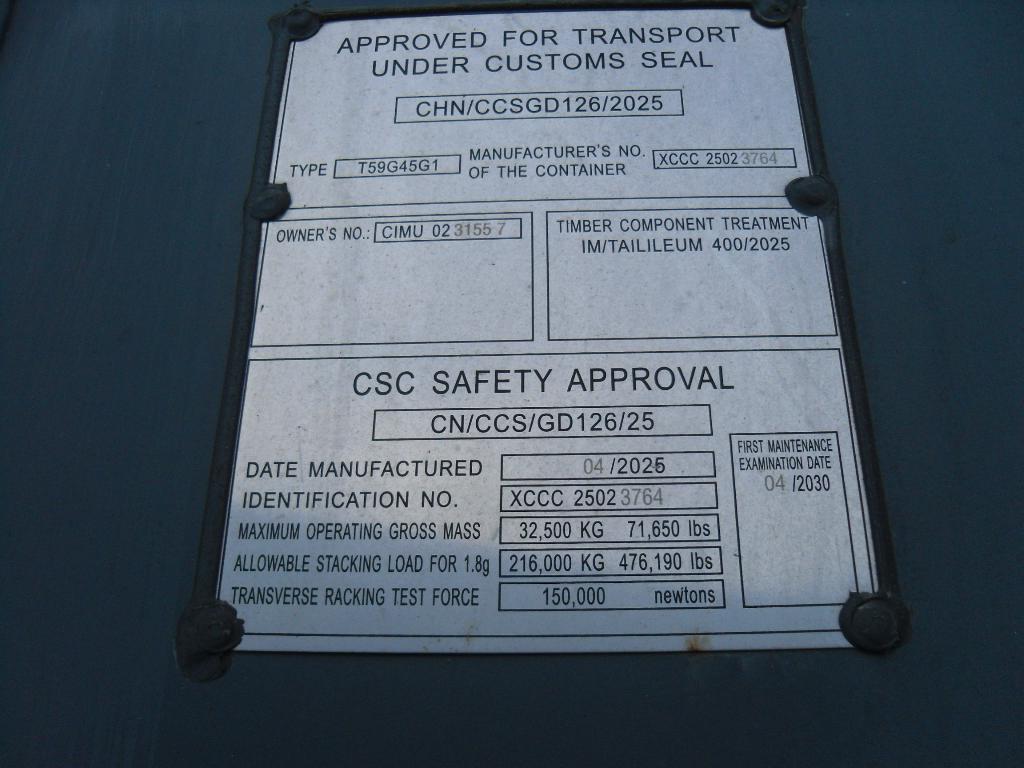 APPROVED FOR TRANSPORT
UNDER CUSTOMS SEAL
CHN/CCSGD126/2025
TYPE T59G45G1 MANUFACTURER'S NO. OF THE CONTAINER XCCC 2502 3764
OWNER'S NO.: CIMU 02 3155 7
TIMBER COMPONENT TREATMENT
IM/TAILILEUM 400/2025
CSC SAFETY APPROVAL
CN/CCS/GD126/25
DATE MANUFACTURED 04 /2025
IDENTIFICATION NO. XCCC 2502 3764
MAXIMUM OPERATING GROSS MASS 32,500 KG 71,650 lbs
ALLOWABLE STACKING LOAD FOR 1.8g 216,000 KG 476,190 lbs
TRANSVERSE RACKING TEST FORCE 150,000 newtons
FIRST MAINTENANCE
EXAMINATION DATE
04 /2030